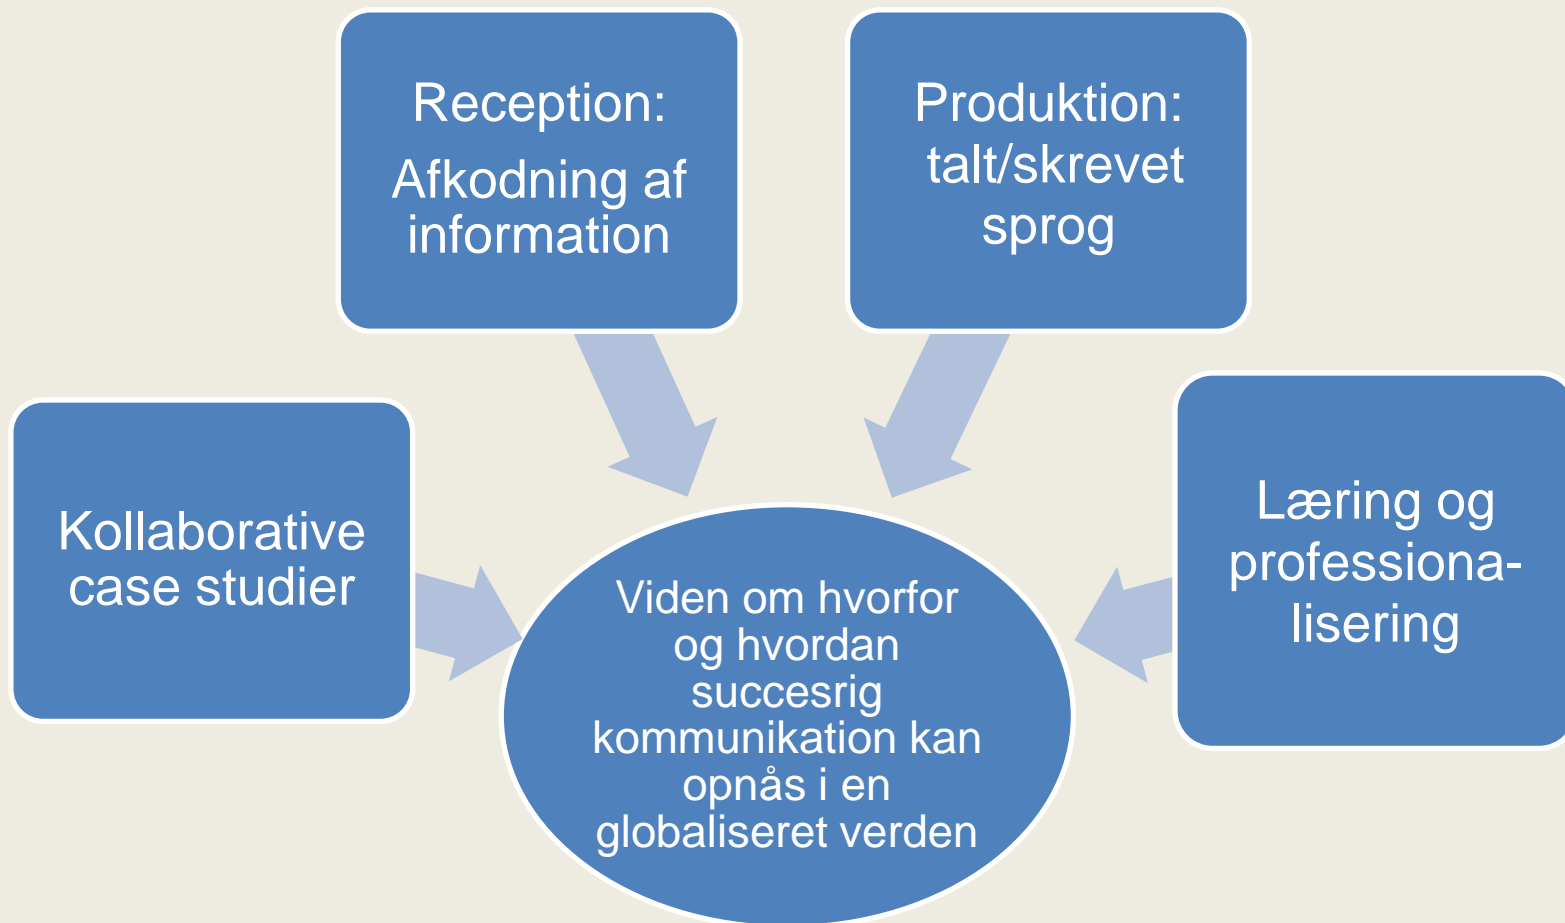 Reception:
Afkodning af
information
Produktion:
talt/skrevet
sprog
Kollaborative
case studier
Læring og
professiona-
lisering
Viden om hvorfor
og hvordan
succesrig
kommunikation kan
opnås i en
globaliseret verden